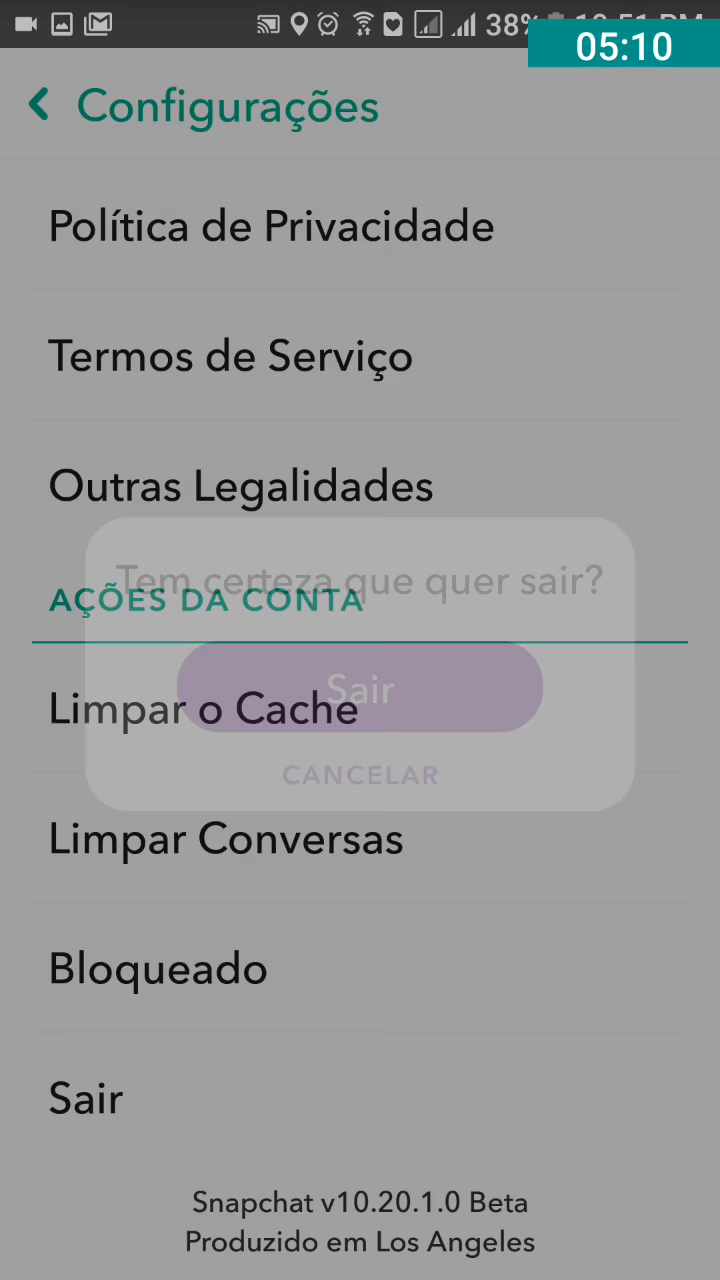 38%
05:10
Configurações
Política de Privacidade
Termos de Serviço
Outras Legalidades
Tem certeza que quer sair?
AÇÕES DA CONTA
Sair
Limpar o Cache
CANCELAR
Limpar Conversas
Bloqueado
Sair
Snapchat v10.20.1.0 Beta
Produzido em Los Angeles